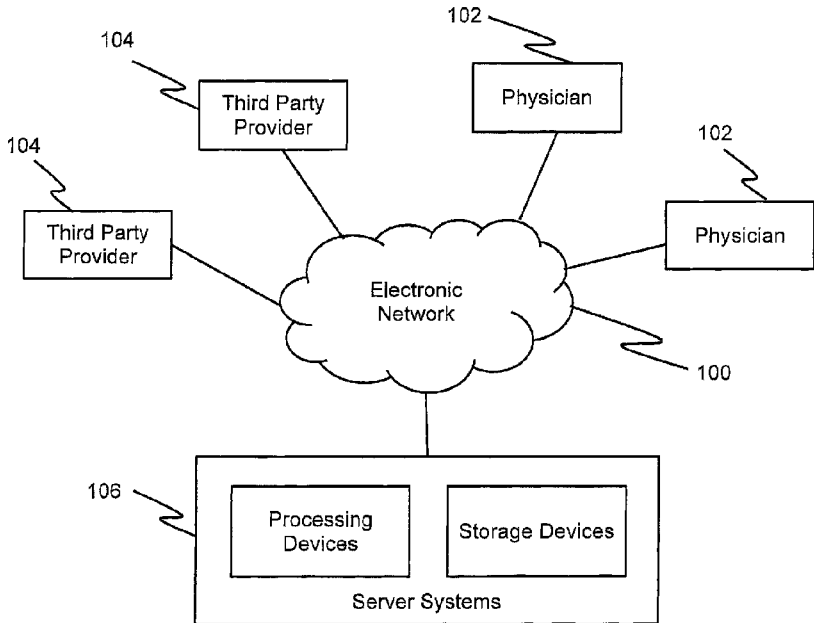 104
102
Third Party
Provider
Physician
104
102
Third Party
Provider
Physician
Electronic
Network
100
106
Processing
Devices
Storage Devices
Server Systems